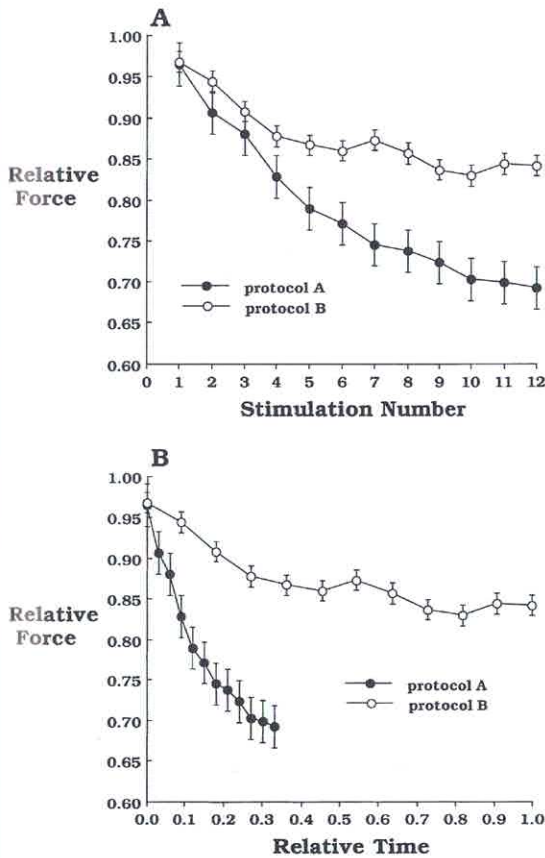 A
1.00
0.95
0.90
0.85
0.80
0.75
0.70
0.65
0.60
Relative
Force
protocol A
protocol B
0 1 2 3 4 5 6 7 8 9 10 11 12
Stimulation Number
B
1.00
0.95
0.90
0.85
0.80
0.75
0.70
0.65
0.60
Relative
Force
protocol A
protocol B
0.0 0.1 0.2 0.3 0.4 0.5 0.6 0.7 0.8 0.9 1.0
Relative Time